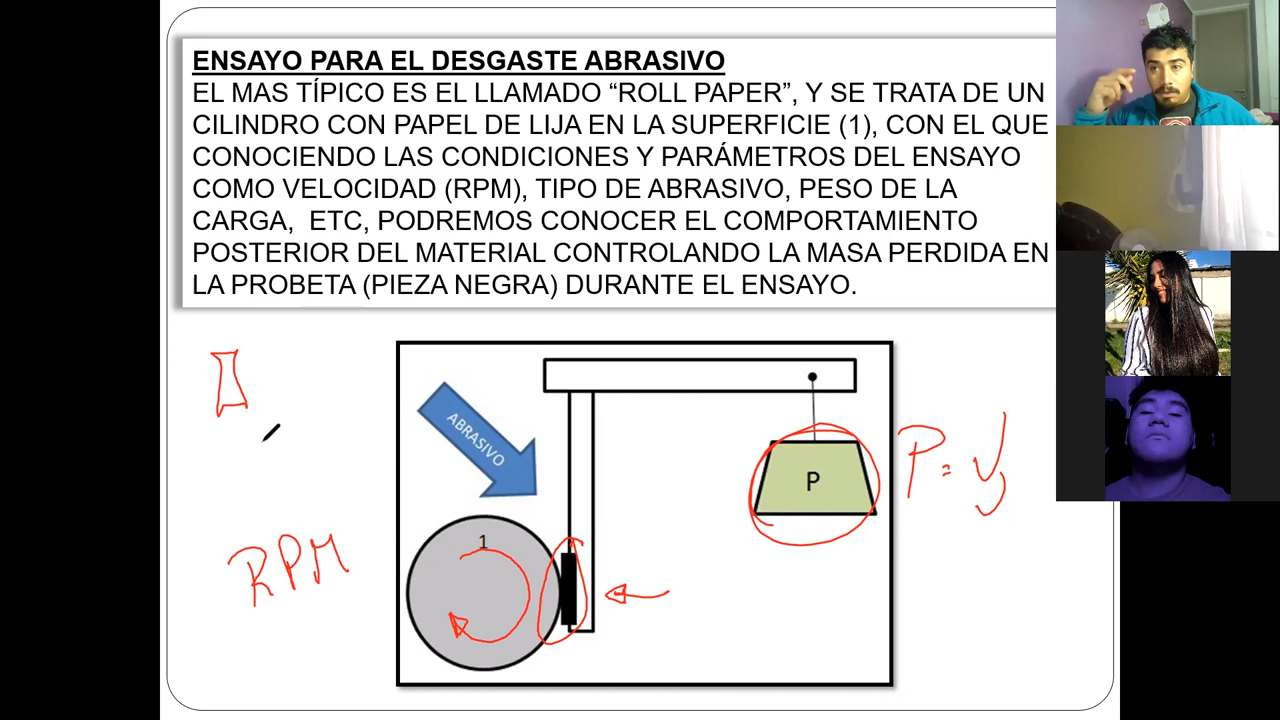 ENSAYO PARA EL DESGASTE ABRASIVO
EL MAS TÍPICO ES EL LLAMADO “ROLL PAPER”, Y SE TRATA DE UN
CILINDRO CON PAPEL DE LIJA EN LA SUPERFICIE (1), CON EL QUE
CONOCIENDO LAS CONDICIONES Y PARÁMETROS DEL ENSAYO
COMO VELOCIDAD (RPM), TIPO DE ABRASIVO, PESO DE LA
CARGA,  ETC, PODREMOS CONOCER EL COMPORTAMIENTO
POSTERIOR DEL MATERIAL CONTROLANDO LA MASA PERDIDA EN
LA PROBETA (PIEZA NEGRA) DURANTE EL ENSAYO.
ABRASIVO
P
P =
1
RPM